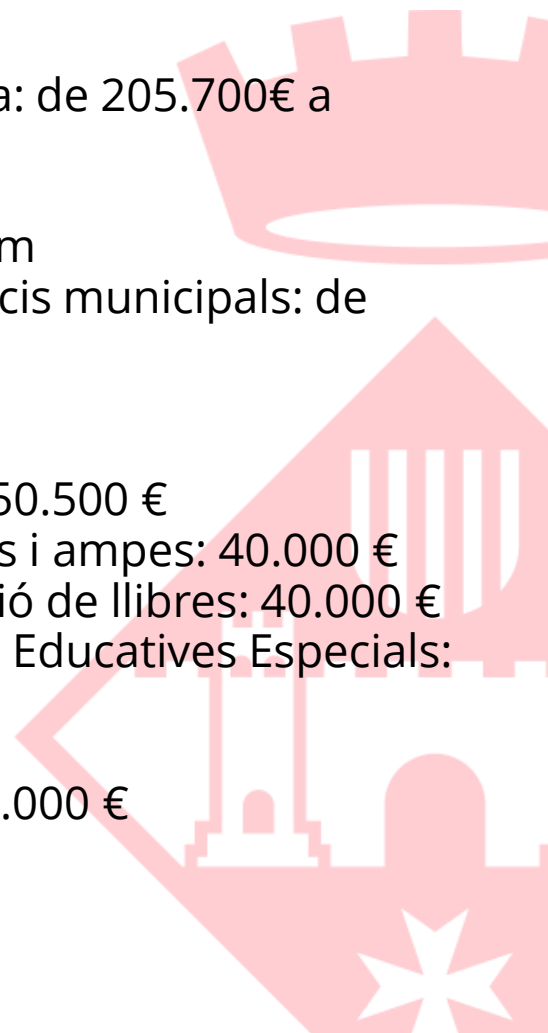 a: de 205.700€ a
m
cis municipals: de
50.500 €
s i ampes: 40.000 €
ió de llibres: 40.000 €
Educatives Especials:
.000 €